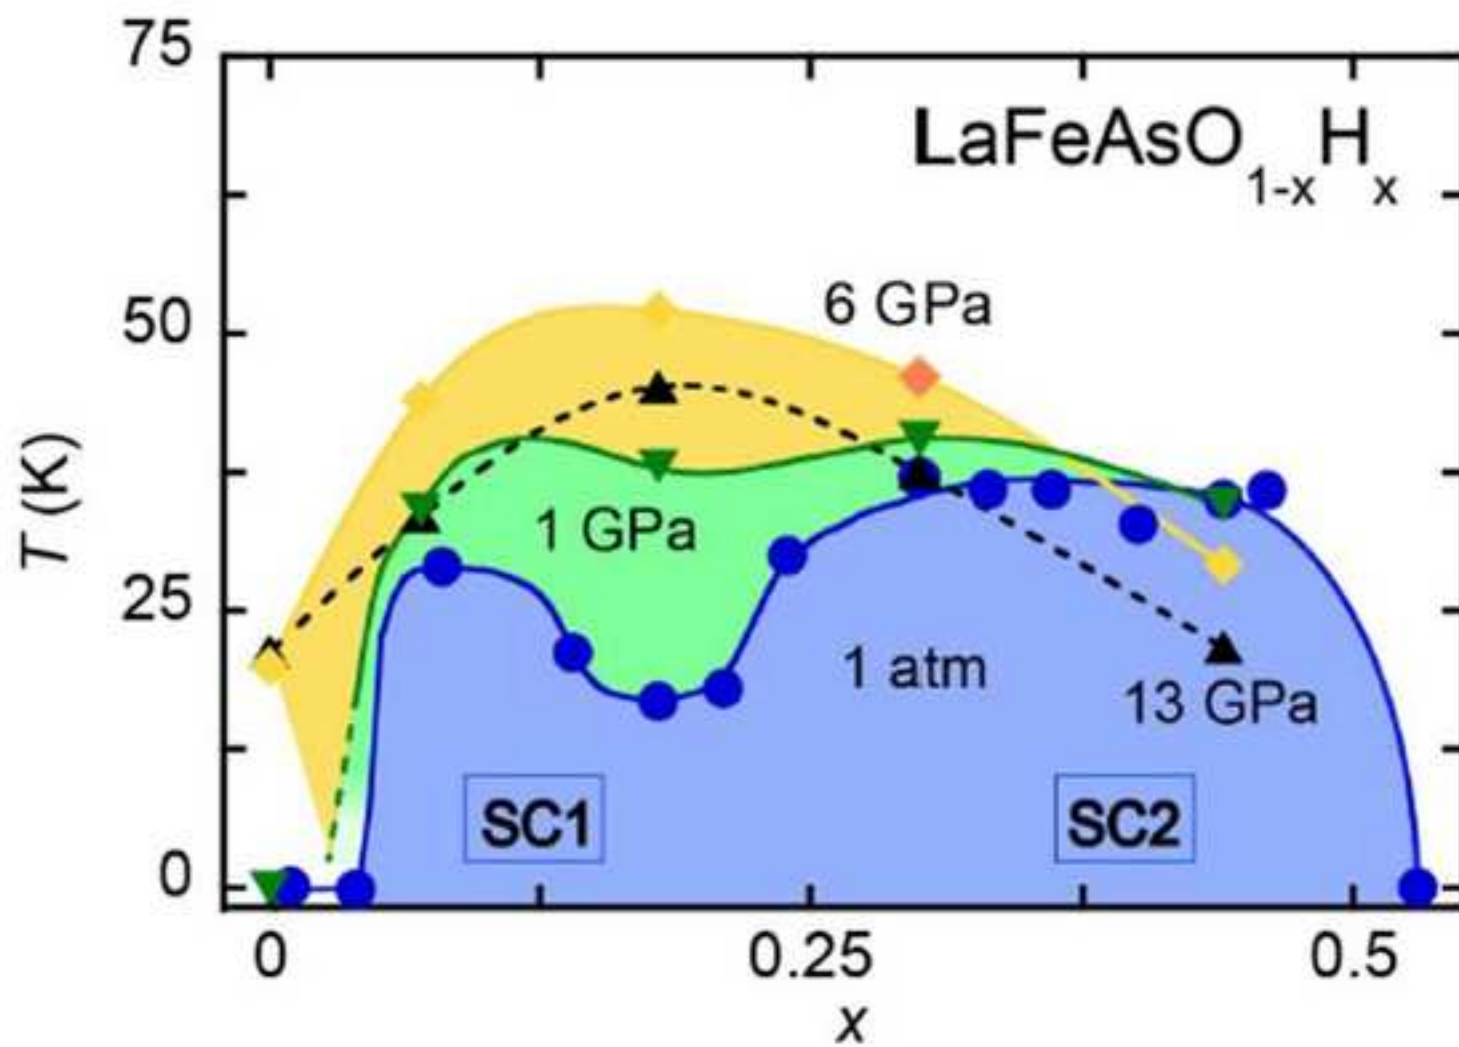 75
LaFeAsO1-xHx
6 GPa
50
T (K)
1 GPa
25
1 atm
13 GPa
SC1
SC2
0
0
0.25
0.5
x